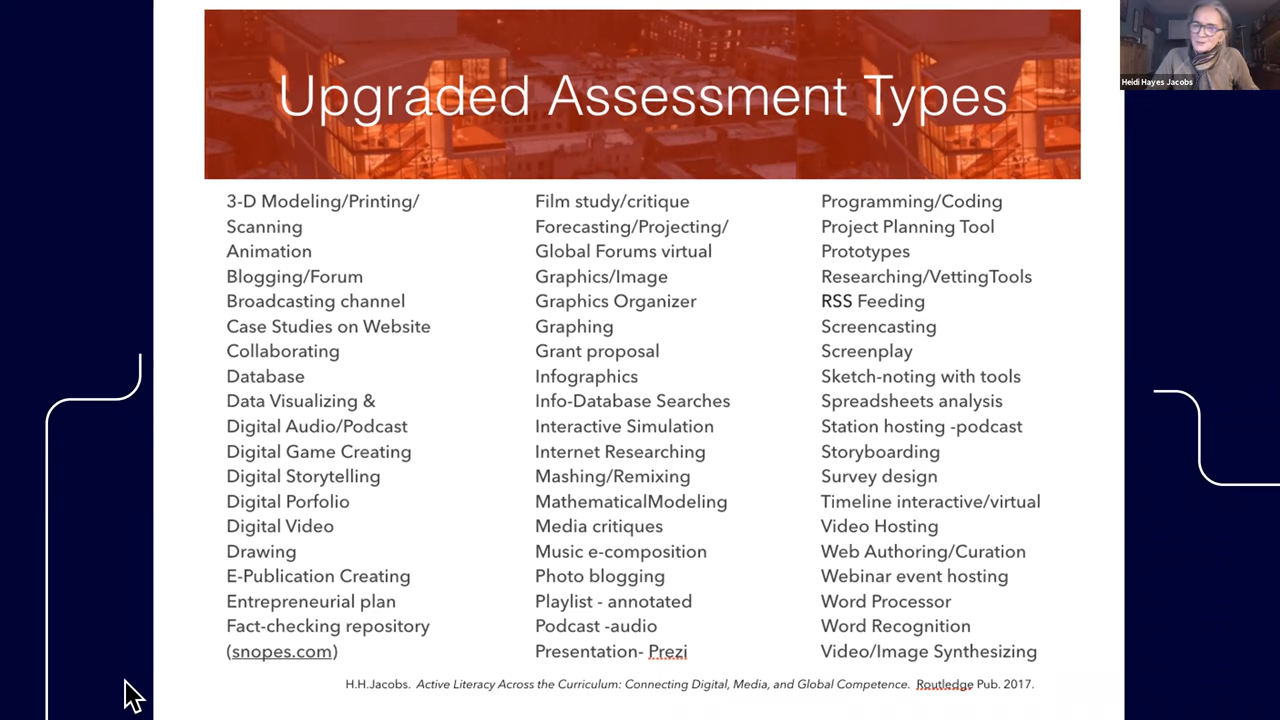 Upgraded Assessment Types
Heidi Hayes Jacobs
3-D Modeling/Printing/
Scanning
Animation
Blogging/Forum
Broadcasting channel
Case Studies on Website
Collaborating
Database
Data Visualizing &
Digital Audio/Podcast
Digital Game Creating
Digital Storytelling
Digital Porfolio
Digital Video
Drawing
E-Publication Creating
Entrepreneurial plan
Fact-checking repository
(snopes.com)
Film study/critique
Forecasting/Projecting/
Global Forums virtual
Graphics/Image
Graphics Organizer
Graphing
Grant proposal
Infographics
Info-Database Searches
Interactive Simulation
Internet Researching
Mashing/Remixing
MathematicalModeling
Media critiques
Music e-composition
Photo blogging
Playlist - annotated
Podcast -audio
Presentation- Prezi
Programming/Coding
Project Planning Tool
Prototypes
Researching/VettingTools
RSS Feeding
Screencasting
Screenplay
Sketch-noting with tools
Spreadsheets analysis
Station hosting -podcast
Storyboarding
Survey design
Timeline interactive/virtual
Video Hosting
Web Authoring/Curation
Webinar event hosting
Word Processor
Word Recognition
Video/Image Synthesizing
H.H.Jacobs. Active Literacy Across the Curriculum: Connecting Digital, Media, and Global Competence. Routledge Pub. 2017.